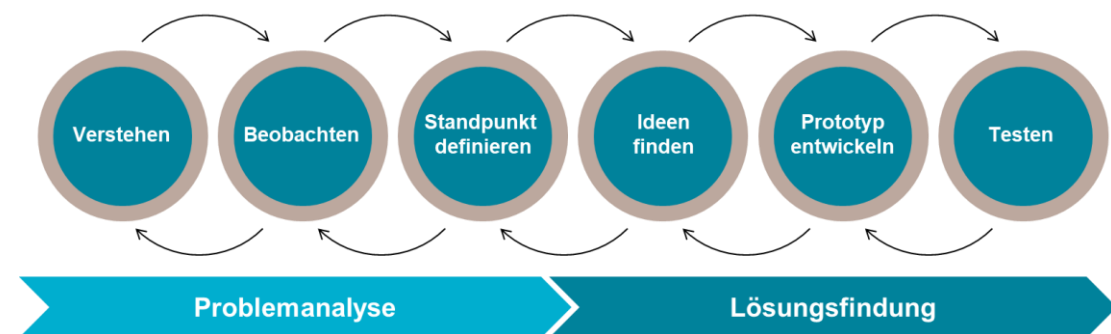 Verstehen
Beobachten
Standpunkt
definieren
Ideen
finden
Prototyp
entwickeln
Testen
Problemanalyse
Lösungsfindung